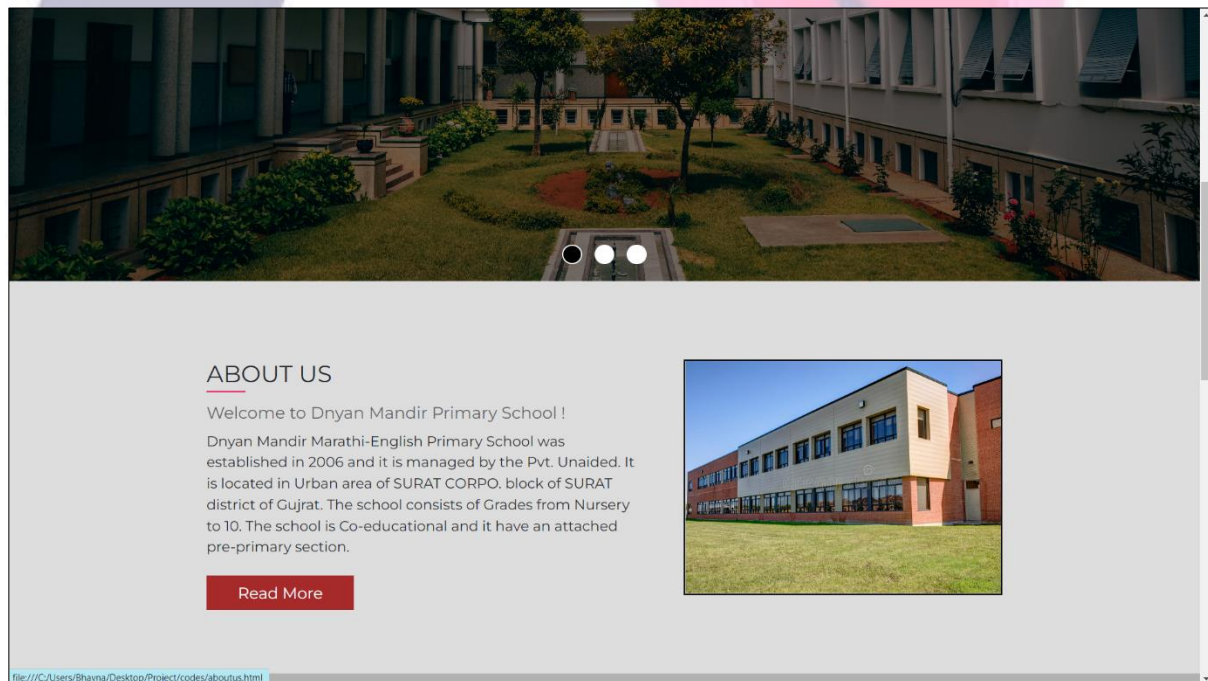 ABOUT US
Welcome to Dnyan Mandir Primary School !
Dnyan Mandir Marathi-English Primary School was
established in 2006 and it is managed by the Pvt. Unaided. It
is located in Urban area of SURAT CORPO. block of SURAT
district of Gujrat. The school consists of Grades from Nursery
to 10. The school is Co-educational and it have an attached
pre-primary section.
Read More
file:///C:/Users/Bhavna/Desktop/Project/codes/aboutus.html